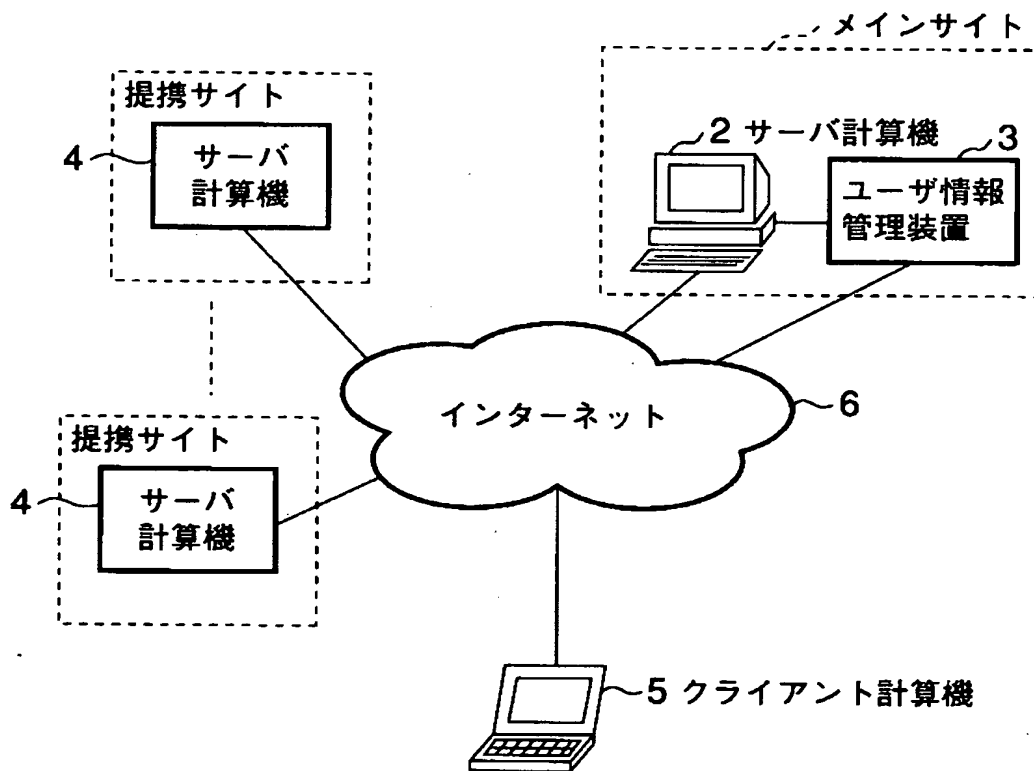 メインサイト
提携サイト
4
サーバ
計算機
2 サーバ計算機
3
ユーザ情報
管理装置
インターネット
6
提携サイト
4
サーバ
計算機
5 クライアント計算機